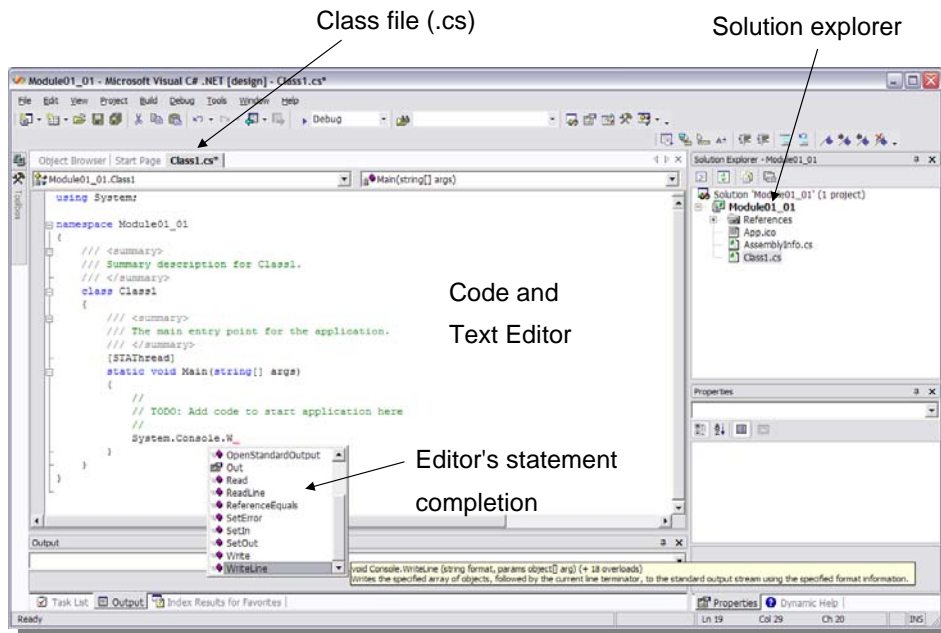 Class file (.cs)
Solution explorer
Module01_01 - Microsoft Visual C# .NET [design] - Class1.cs*
File Edit View Project Build Debug Tools Window Help
Debug
Object Browser Start Page Class1.cs*
Solution Explorer - Module01_01
Module01_01.Class1
Main(string[] args)
Toolbox
Solution 'Module01_01' (1 project)
Module01_01
References
App.ico
AssemblyInfo.cs
Class1.cs
using System;
namespace Module01_01
{
/// <summary>
/// Summary description for Class1.
/// </summary>
class Class1
{
/// <summary>
/// The main entry point for the application.
/// </summary>
[STAThread]
static void Main(string[] args)
{
//
// TODO: Add code to start application here
//
System.Console.W_
}
}
}
Code and
Text Editor
Properties
OpenStandardOutput
Out
Read
ReadLine
ReferenceEquals
SetError
SetIn
SetOut
Write
WriteLine
Editor's statement
completion
Output
void Console.WriteLine (string format, params object[] arg) (+ 18 overloads)
Writes the specified array of objects, followed by the current line terminator, to the standard output stream using the specified format information.
Task List Output Index Results for Favorites
Properties Dynamic Help
Ready
Ln 19 Col 29 Ch 20 INS